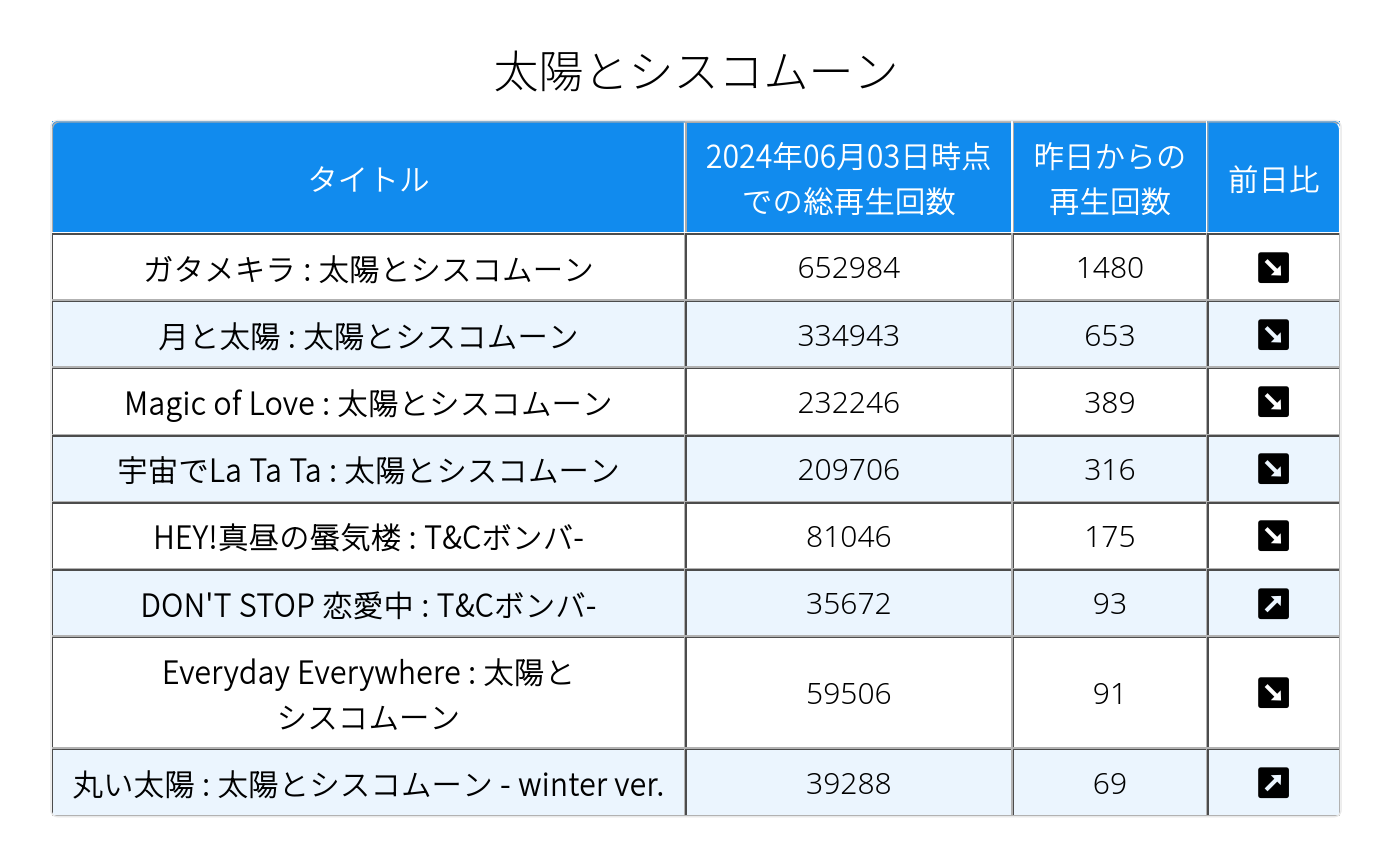 太陽とシスコムーン
タイトル
2024年06月03日時点
での総再生回数
昨日からの
再生回数
前日比
ガタメキラ : 太陽とシスコムーン 652984 1480 ↘
月と太陽 : 太陽とシスコムーン 334943 653 ↘
Magic of Love : 太陽とシスコムーン 232246 389 ↘
宇宙でLa Ta Ta : 太陽とシスコムーン 209706 316 ↘
HEY!真昼の蜃気楼 : T&Cボンバ- 81046 175 ↘
DON'T STOP 恋愛中 : T&Cボンバ- 35672 93 ↗
Everyday Everywhere : 太陽と
シスコムーン 59506 91 ↘
丸い太陽 : 太陽とシスコムーン - winter ver. 39288 69 ↗